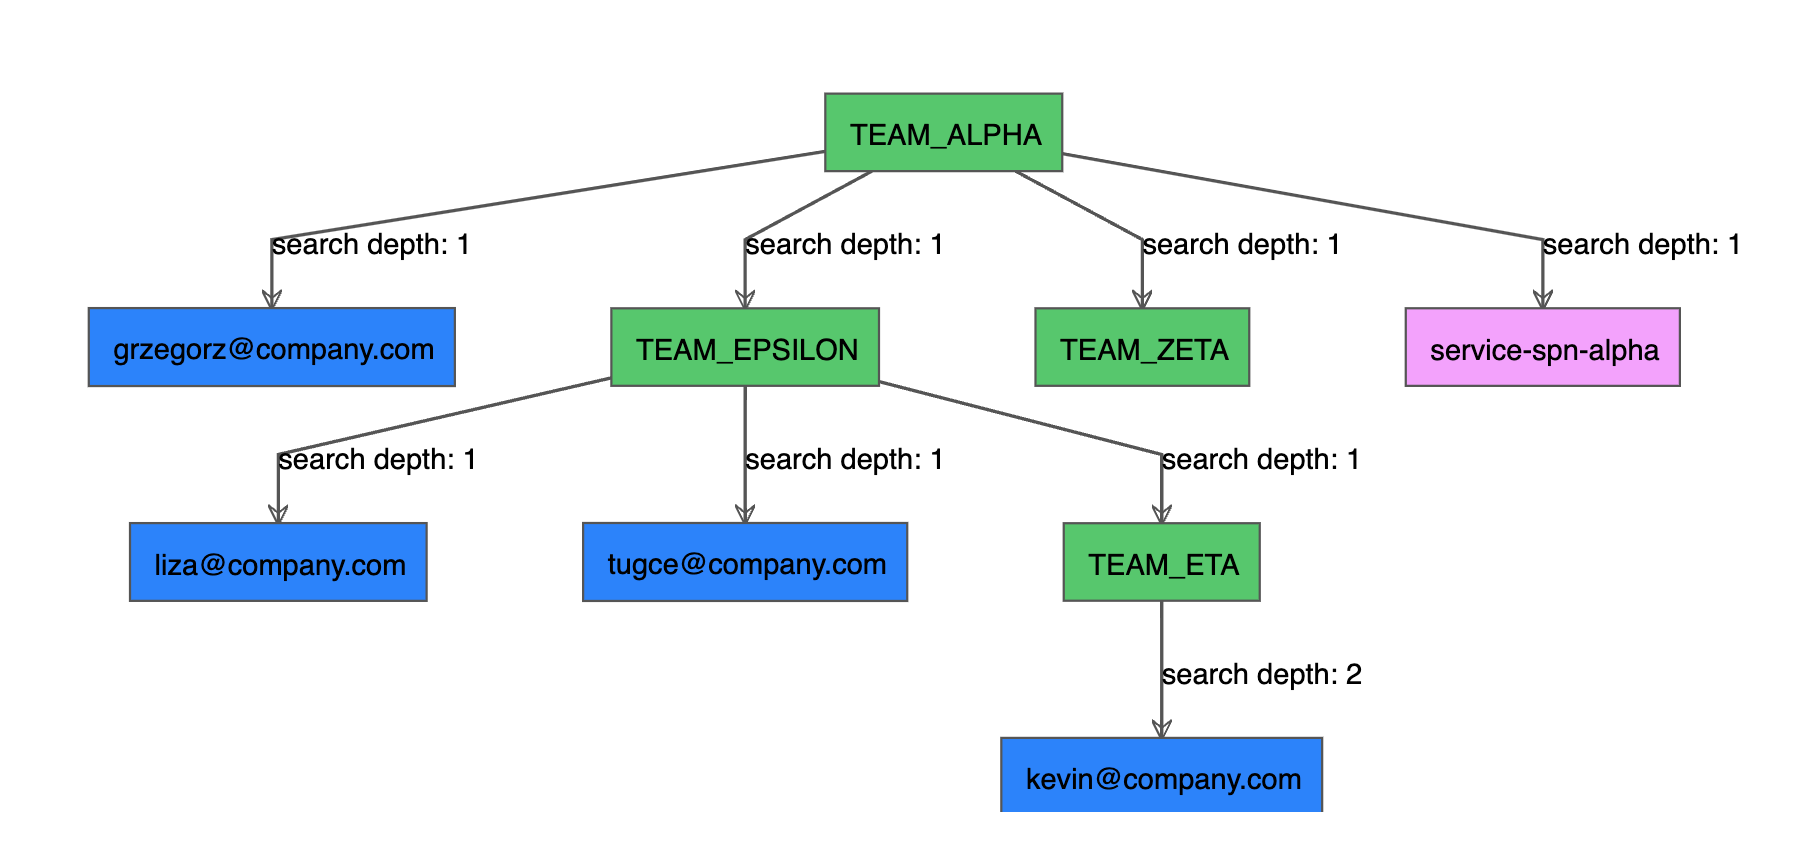 TEAM_ALPHA
search depth: 1
search depth: 1
search depth: 1
search depth: 1
grzegorz@company.com
TEAM_EPSILON
TEAM_ZETA
service-spn-alpha
search depth: 1
search depth: 1
search depth: 1
liza@company.com
tugce@company.com
TEAM_ETA
search depth: 2
kevin@company.com